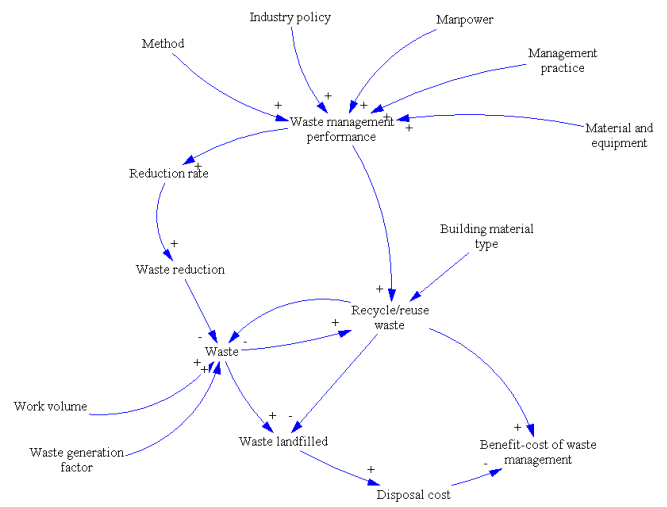 Industry policy
Manpower
Method
Management
practice
+
+
+
+
+
Waste management
performance
Material and
equipment
+
Reduction rate
Building material
type
+
Waste reduction
+
Recycle/reuse
waste
+
-
-
Waste
+
+
Work volume
+
-
+
Waste landfilled
Benefit-cost of waste
management
Waste generation
factor
+
-
Disposal cost